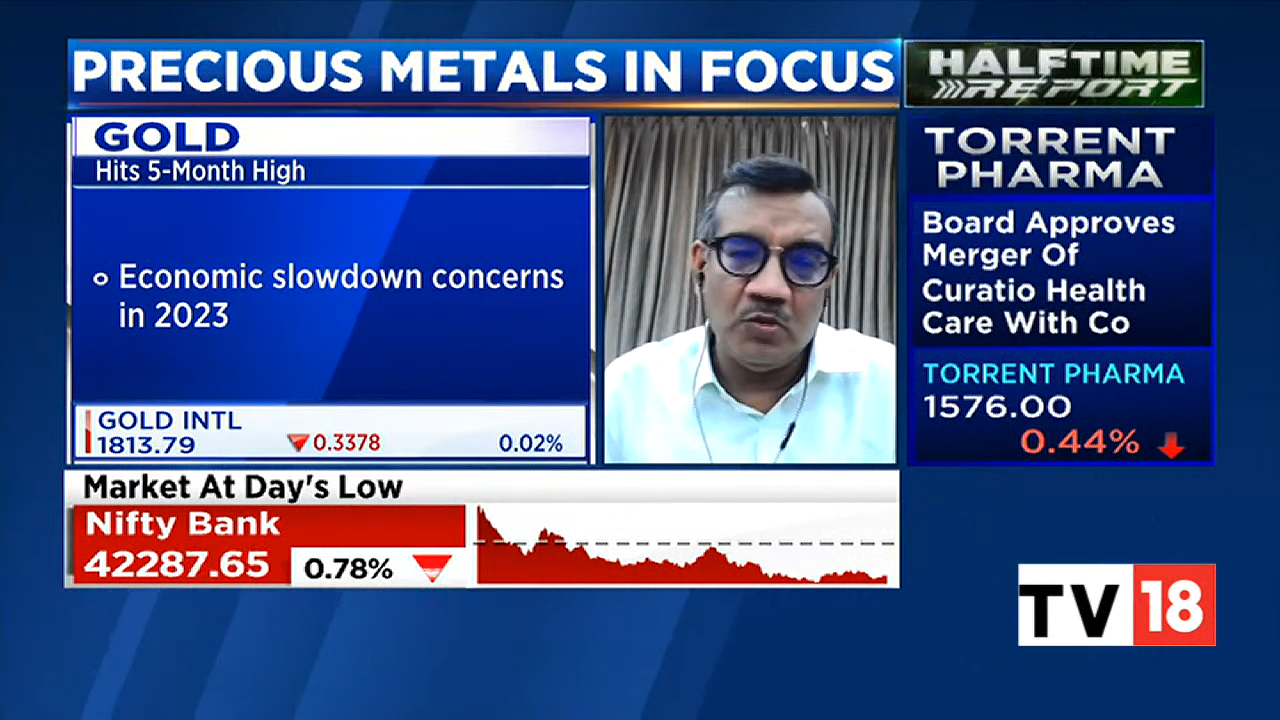 PRECIOUS METALS IN FOCUS
HALFTIME
REPORT
GOLD
Hits 5-Month High
Economic slowdown concerns
in 2023
GOLD INTL
1813.79 0.3378 0.02%
TORRENT
PHARMA
Board Approves
Merger Of
Curatio Health
Care With Co
TORRENT PHARMA
1576.00
0.44%
Market At Day's Low
Nifty Bank
42287.65 0.78%
TV18